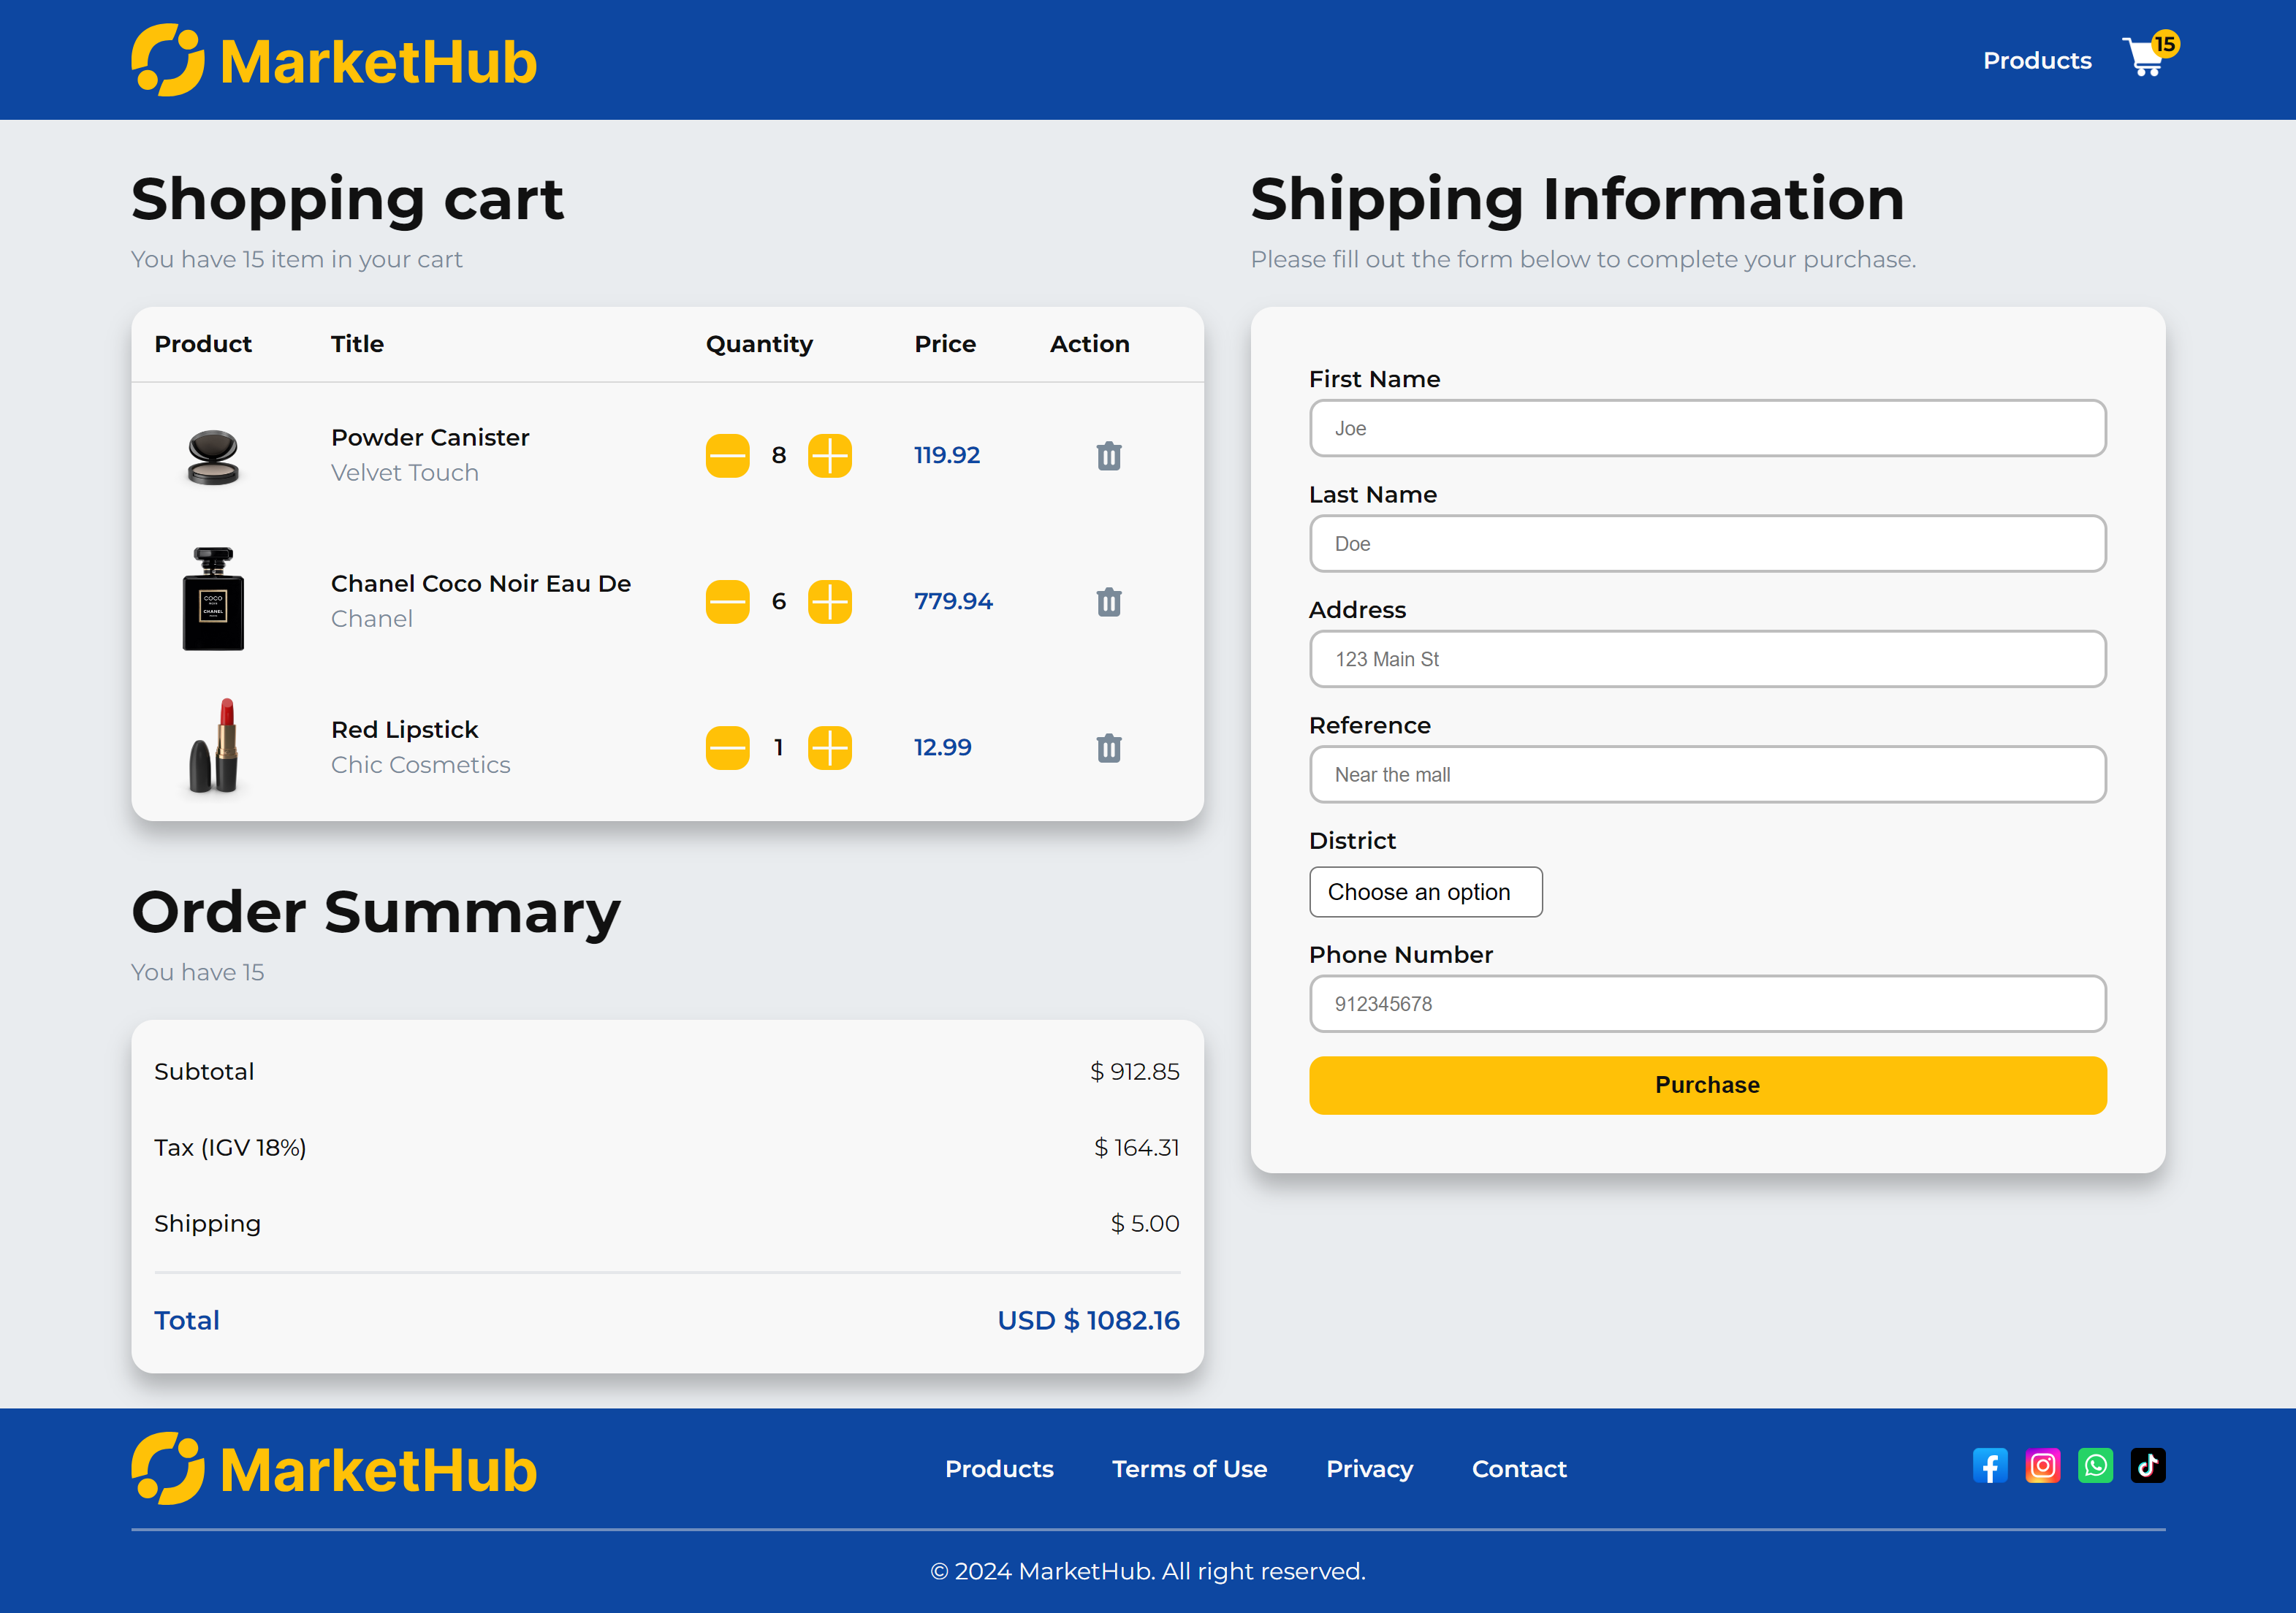 MarketHub
Products
15
Shopping cart
You have 15 item in your cart
Product Title Quantity Price Action
Powder Canister
Velvet Touch
8
119.92
COCO
CHANEL
Chanel Coco Noir Eau De
Chanel
6
779.94
Red Lipstick
Chic Cosmetics
1
12.99
Order Summary
You have 15
Subtotal $ 912.85
Tax (IGV 18%) $ 164.31
Shipping $ 5.00
Total USD $ 1082.16
Shipping Information
Please fill out the form below to complete your purchase.
First Name
Joe
Last Name
Doe
Address
123 Main St
Reference
Near the mall
District
Choose an option
Phone Number
912345678
Purchase
MarketHub
Products Terms of Use Privacy Contact
© 2024 MarketHub. All right reserved.